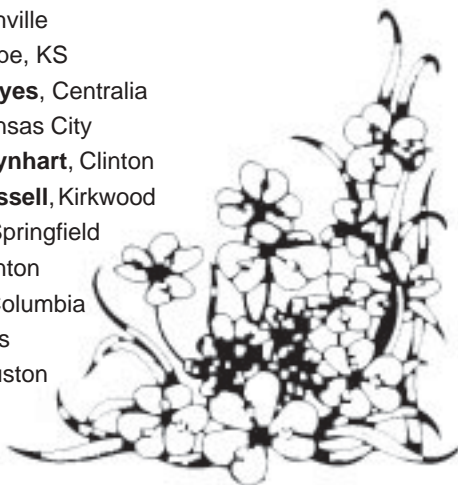 nville
oe, KS
yes, Centralia
nsas City
ynhart, Clinton
ssell, Kirkwood
Springfield
nton
Columbia
s
uston